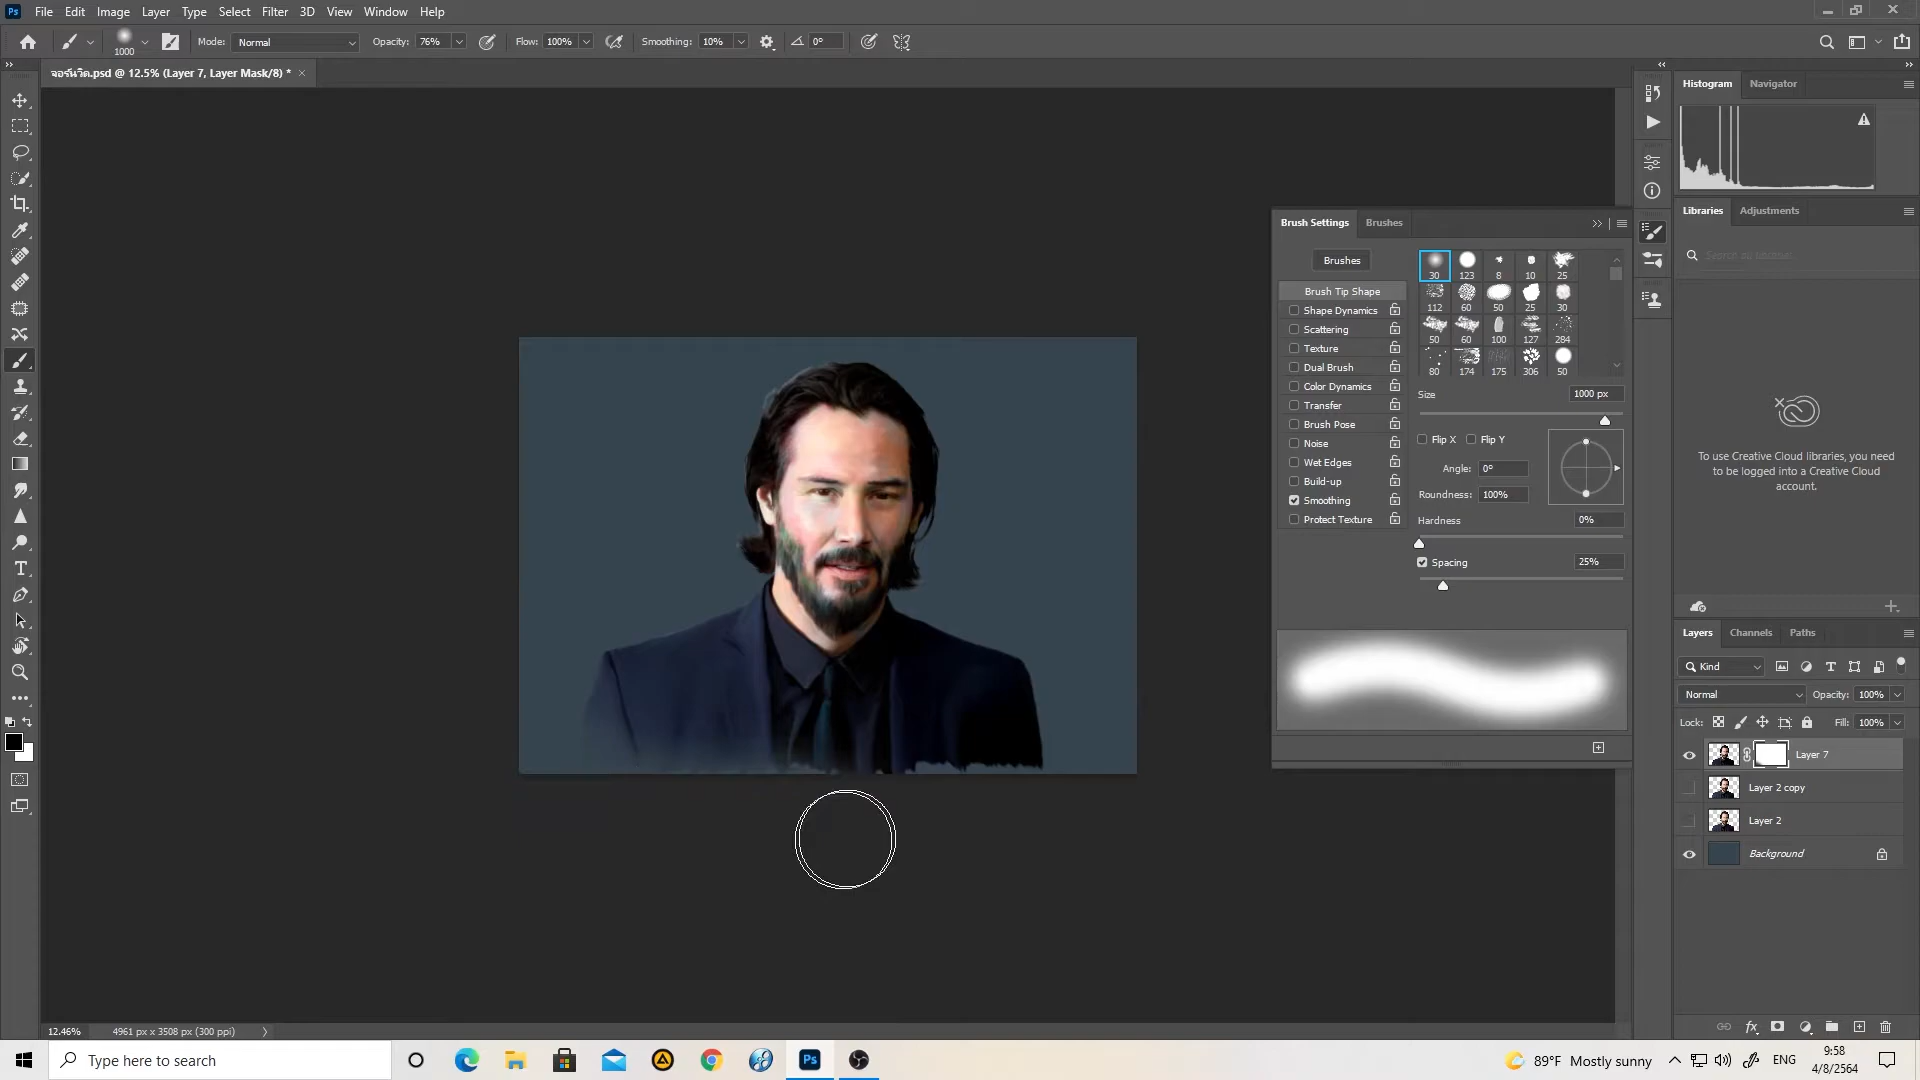 Ps File Edit Image Layer Type Select Filter 3D View Window Help
1000 Mode: Normal Opacity: 76% Flow: 100% Smoothing: 10% 0°
จอร์นวิด.psd @ 12.5% (Layer 7, Layer Mask/8) *
Histogram Navigator
Libraries Adjustments
Brush Settings Brushes
Brushes
30 123 8 10 25
Brush Tip Shape
112 60 50 25 30
Shape Dynamics
Scattering
50 60 100 127 284
Texture
Dual Brush
80 174 175 306 50
Color Dynamics
Size 1000 px
Transfer
Brush Pose
Flip X Flip Y
Noise
Wet Edges
Angle: 0°
Build-up
Roundness: 100%
Smoothing
Protect Texture
Hardness 0%
Spacing 25%
To use Creative Cloud libraries, you need
to be logged into a Creative Cloud
account.
Layers Channels Paths
Kind
Normal Opacity: 100%
Lock: Fill: 100%
Layer 7
Layer 2 copy
Layer 2
Background
fx
12.46% 4961 px x 3508 px (300 ppi)
Type here to search
Ps
89°F Mostly sunny
ENG
9:58
4/8/2564